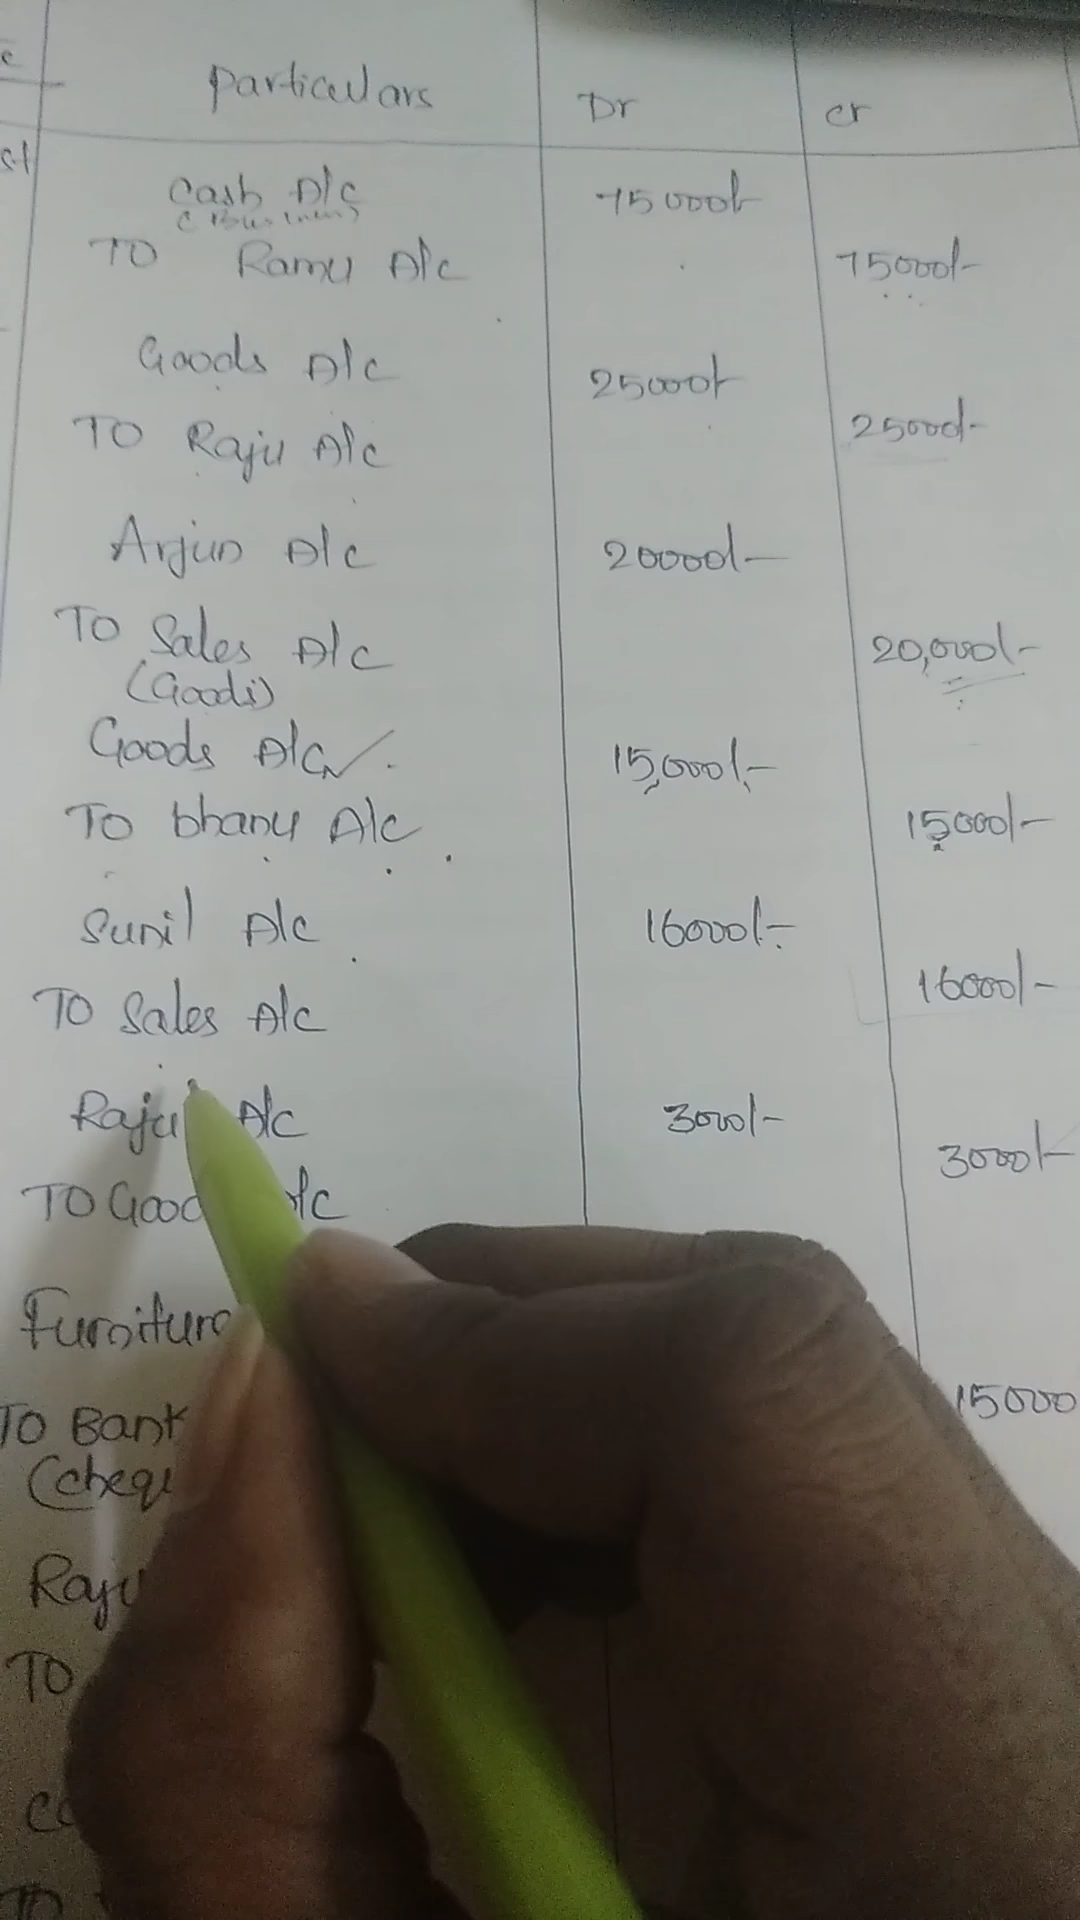 Particulars Dr cr
Cash A/c 75000/-
TO Ramu A/c 75000/-
Goods A/c 25000/-
TO Raju A/c 25000/-
Arjun A/c 20000/-
TO Sales A/c 20,000/-
(Goods)
Goods A/c ✓ 15,000/-
TO bhanu A/c 15000/-
Sunil A/c 16000/-
TO Sales A/c 16000/-
Raju A/c 3000/-
3000/-
TO Good A/c
Furniture
15000
TO Bank
(cheq
Raju
TO